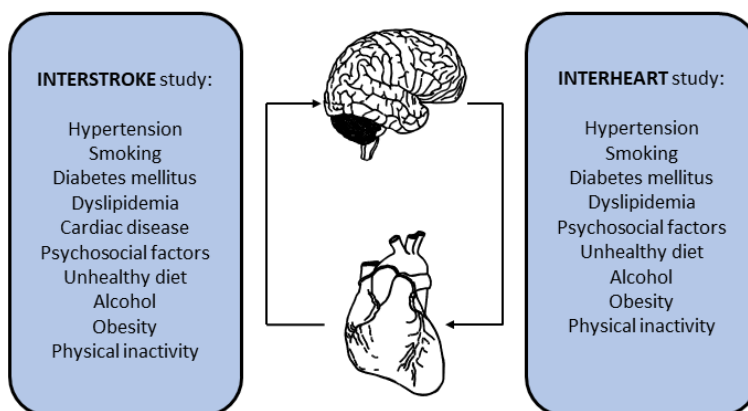 INTERSTROKE study:
Hypertension
Smoking
Diabetes mellitus
Dyslipidemia
Cardiac disease
Psychosocial factors
Unhealthy diet
Alcohol
Obesity
Physical inactivity
INTERHEART study:
Hypertension
Smoking
Diabetes mellitus
Dyslipidemia
Psychosocial factors
Unhealthy diet
Alcohol
Obesity
Physical inactivity